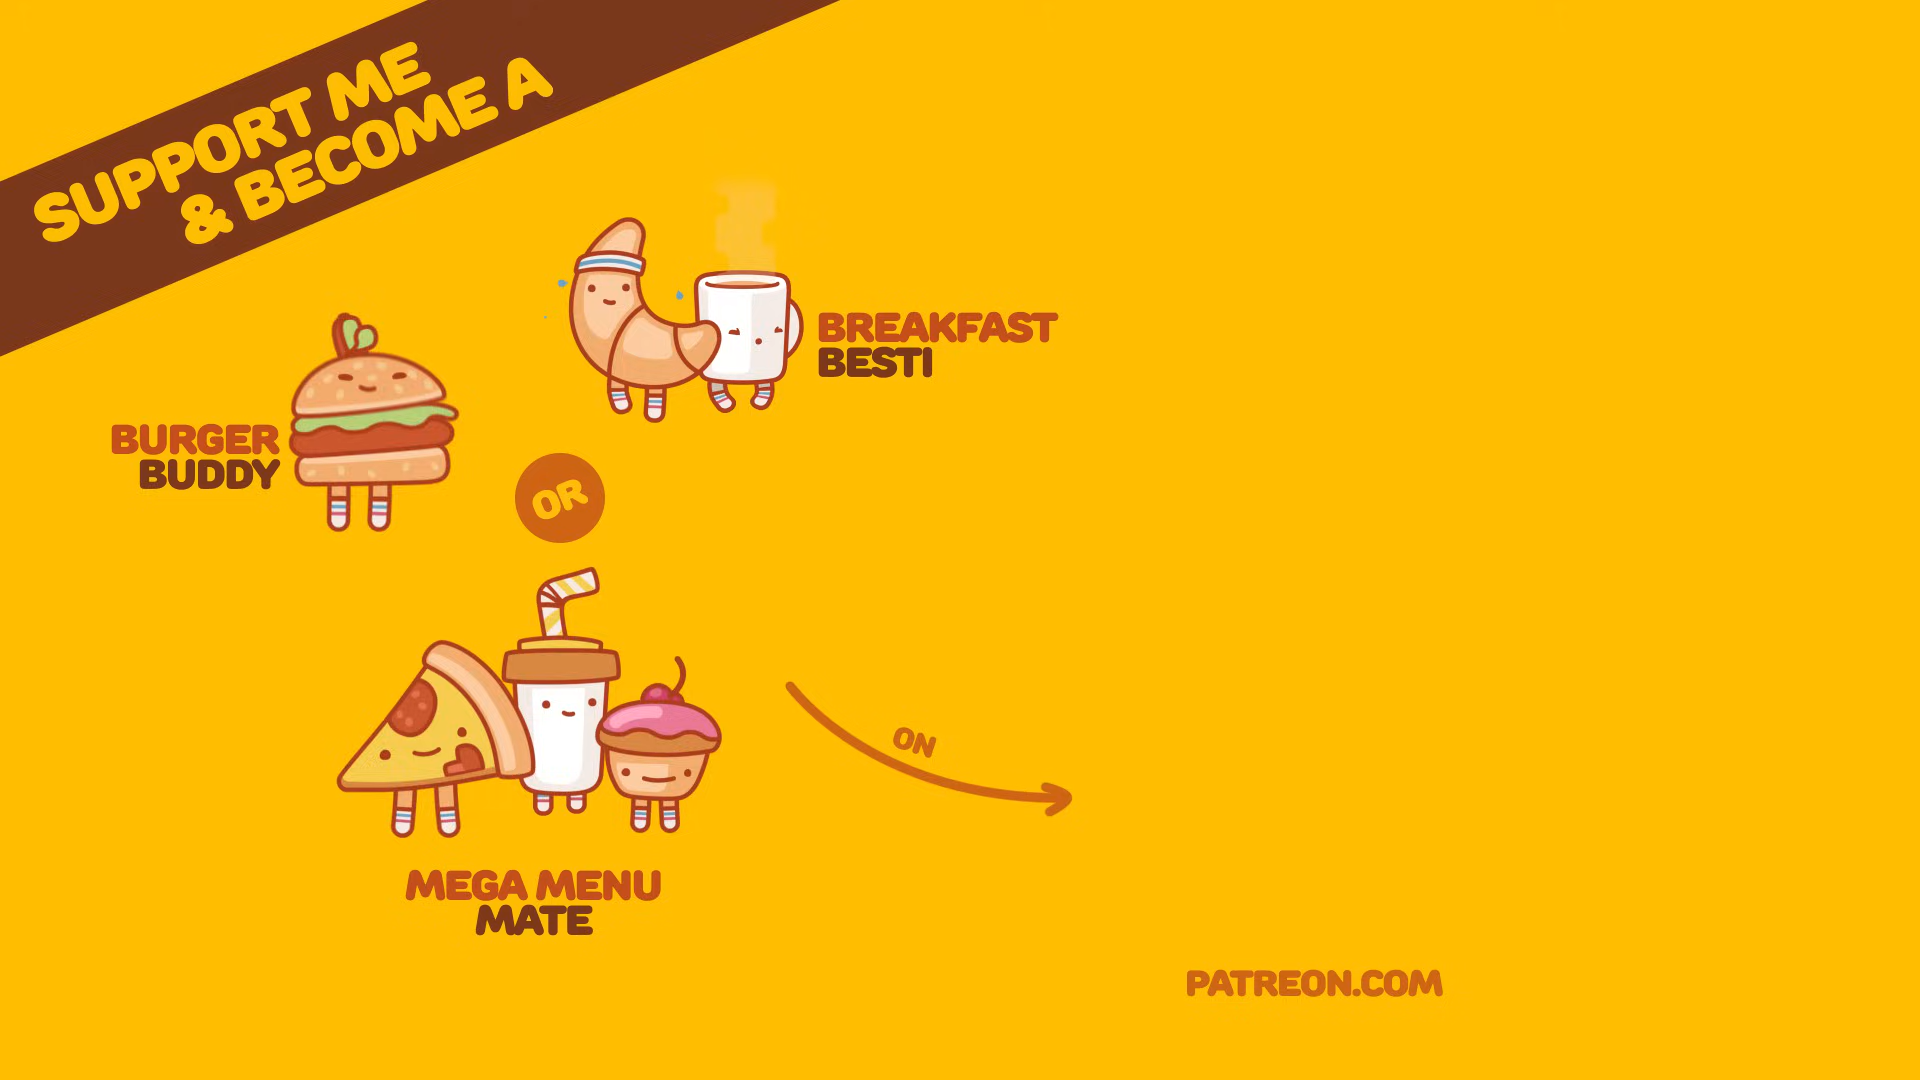 SUPPORT ME
& BECOME A
BREAKFAST
BESTI
BURGER
BUDDY
OR
MEGA MENU
MATE
ON
PATREON.COM